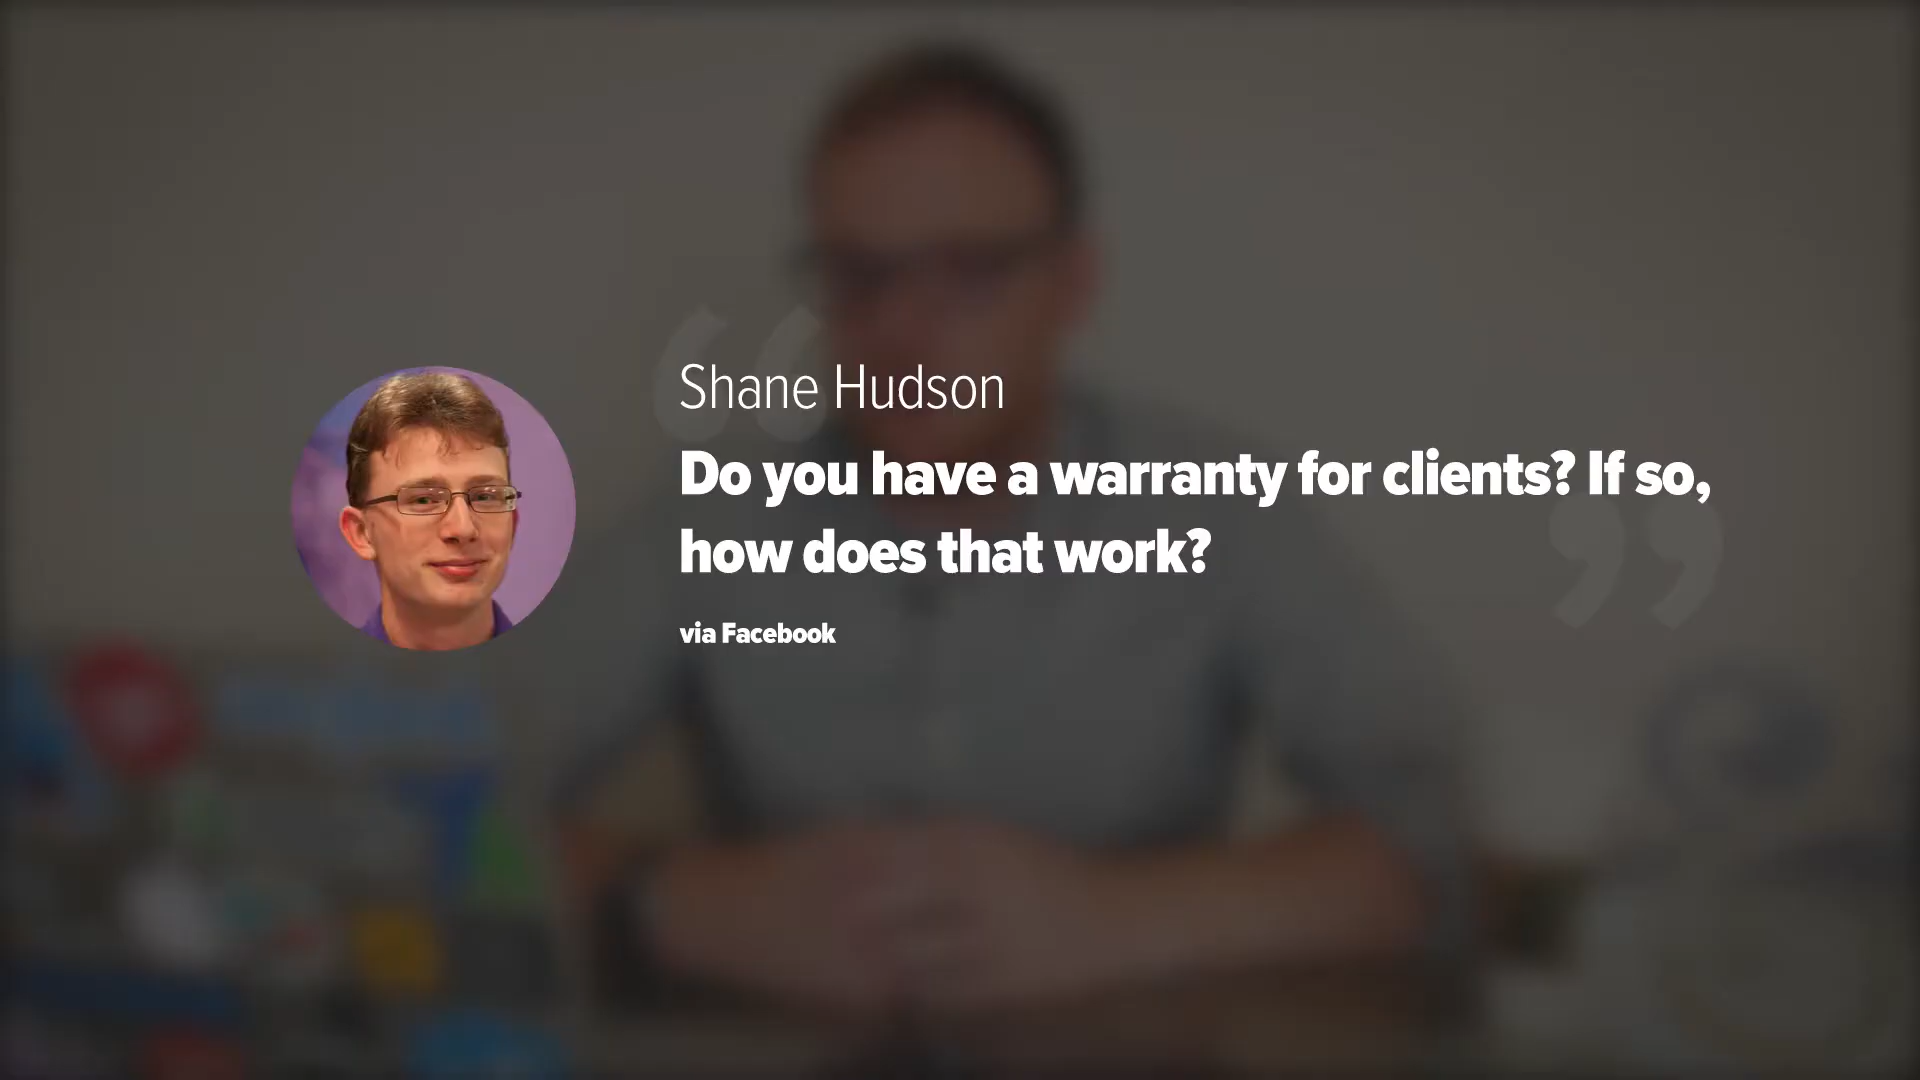 Shane Hudson
Do you have a warranty for clients? If so,
how does that work?
via Facebook